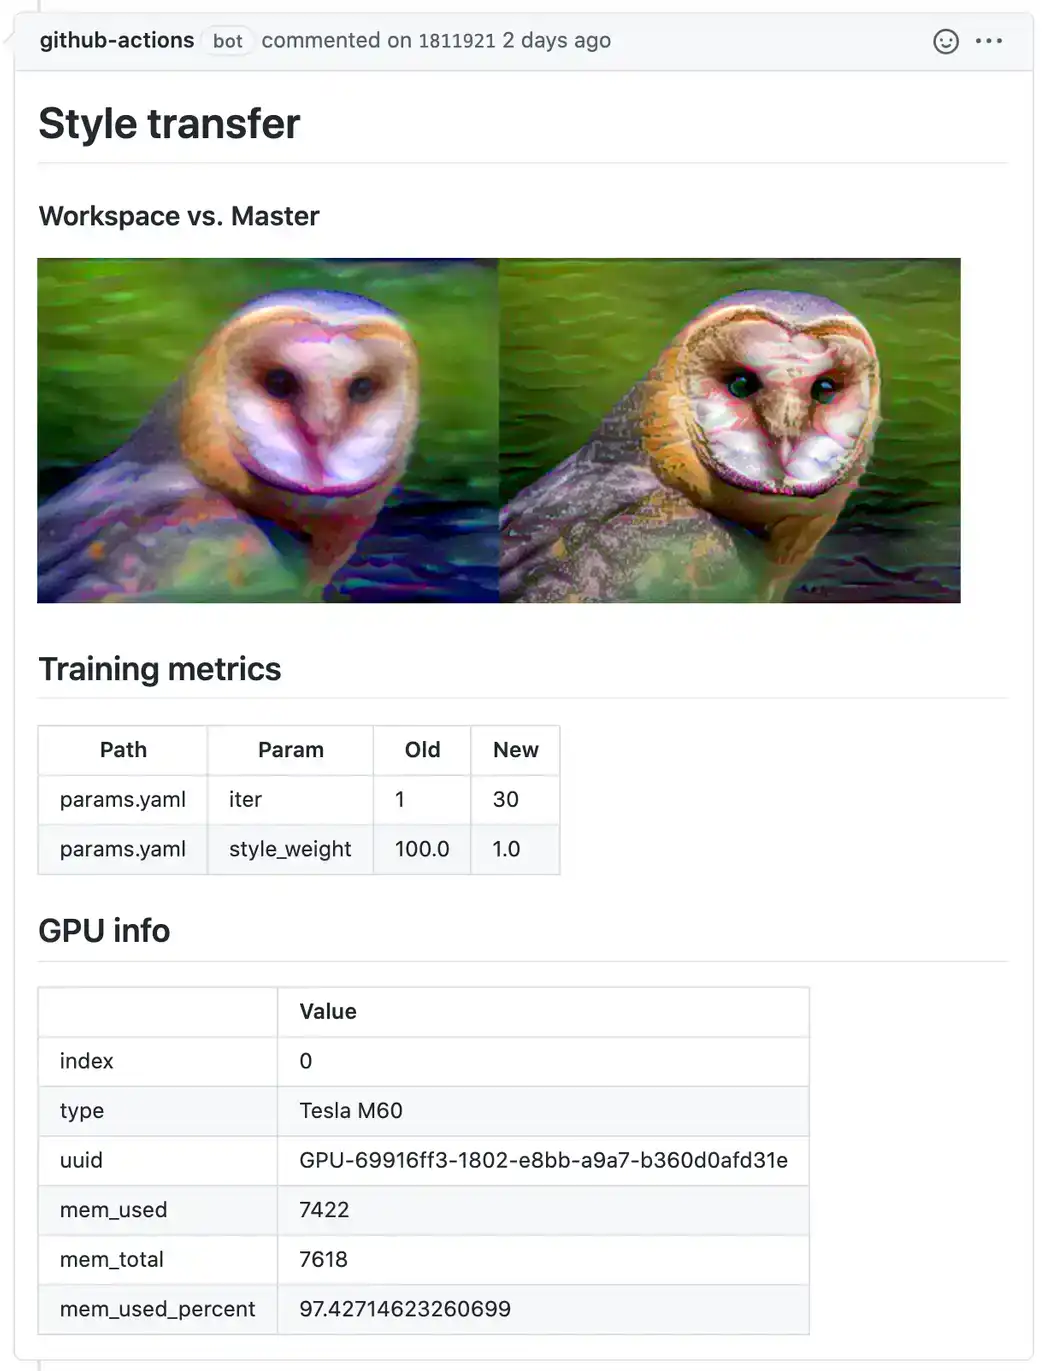 github-actions bot commented on 1811921 2 days ago
Style transfer
Workspace vs. Master
Training metrics
Path Param Old New
params.yaml iter 1 30
params.yaml style_weight 100.0 1.0
GPU info
Value
index 0
type Tesla M60
uuid GPU-69916ff3-1802-e8bb-a9a7-b360d0afd31e
mem_used 7422
mem_total 7618
mem_used_percent 97.42714623260699